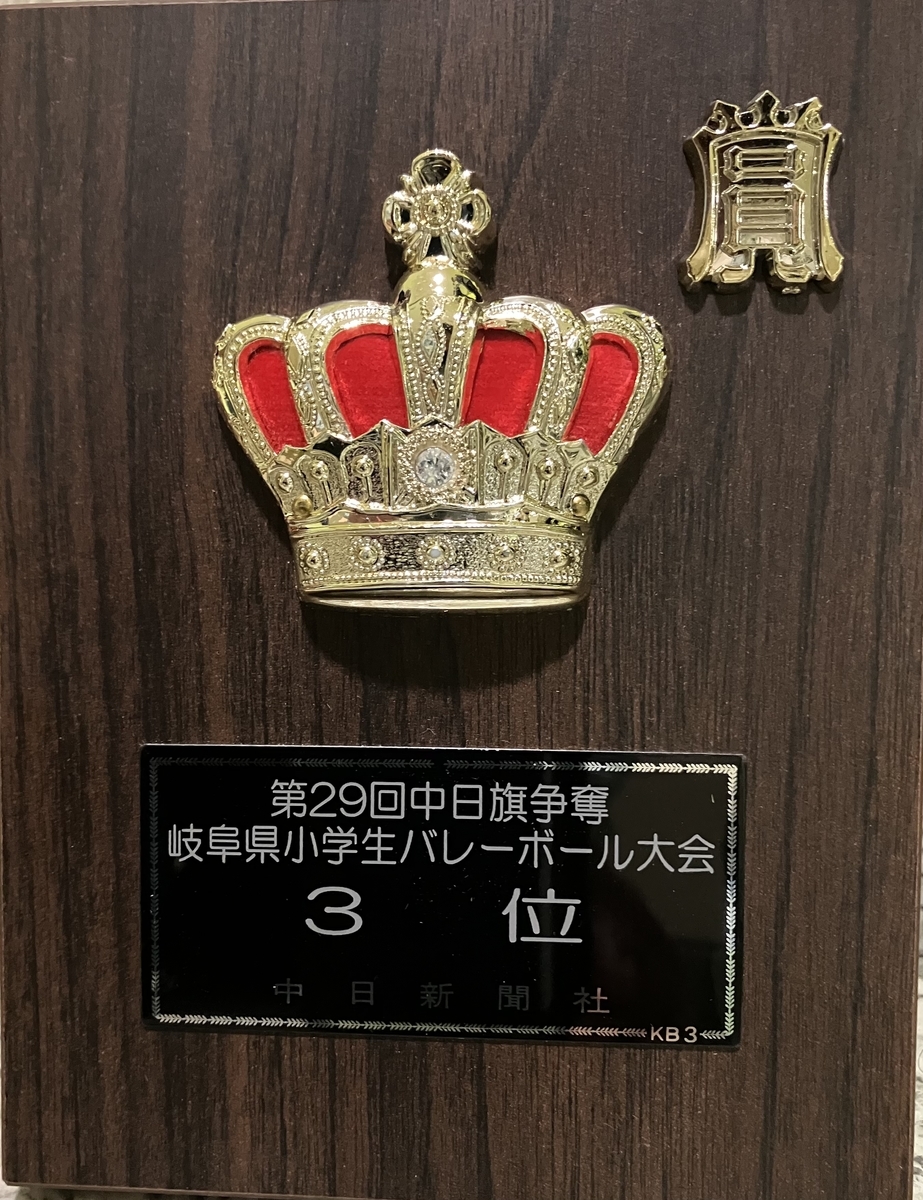 賞
第29回中日旗争奪
岐阜県小学生バレーボール大会
3 位
中日新聞社
KB3